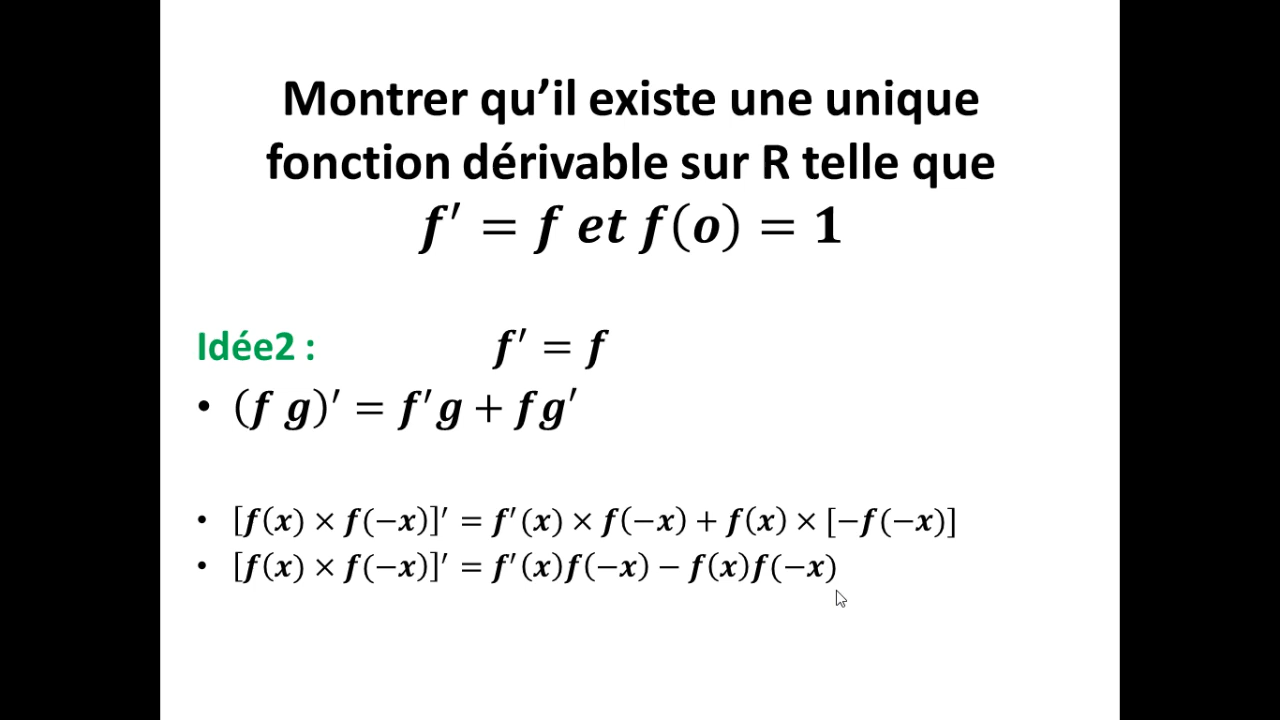 Montrer qu’il existe une unique
fonction dérivable sur R telle que
f′ = f et f(o) = 1
Idée2 : f′ = f
• (f g)′ = f′g + fg′
• [f(x) × f(−x)]′ = f′(x) × f(−x) + f(x) × [−f(−x)]
• [f(x) × f(−x)]′ = f′(x)f(−x) − f(x)f(−x)